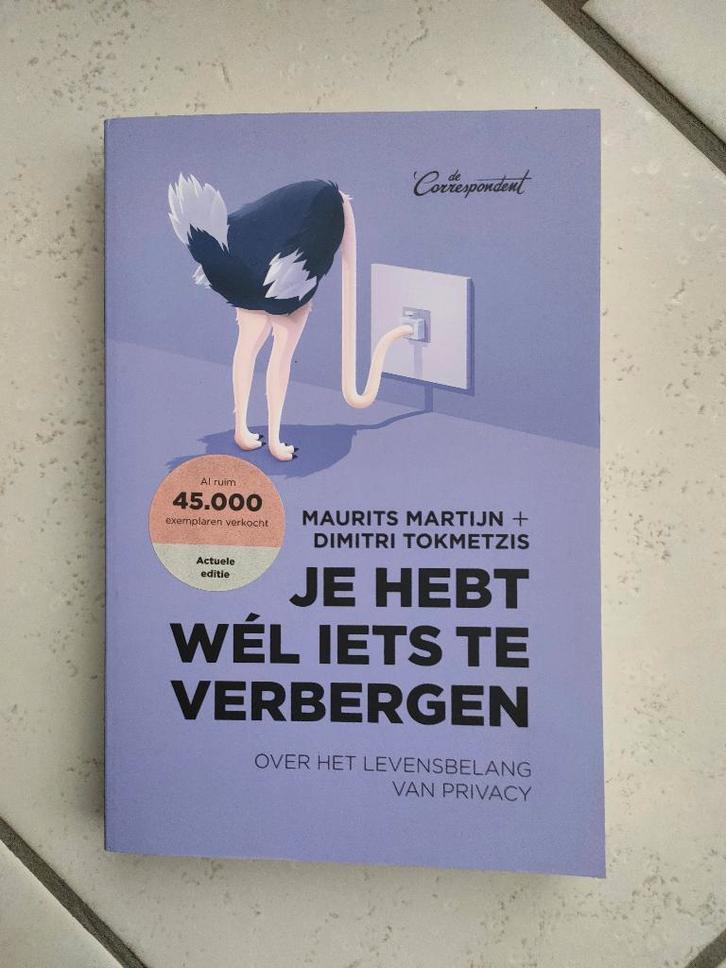 de
Correspondent
Al ruim
45.000
exemplaren verkocht
Actuele
editie
MAURITS MARTIJN +
DIMITRI TOKMETZIS
JE HEBT
WÉL IETS TE
VERBERGEN
OVER HET LEVENSBELANG
VAN PRIVACY